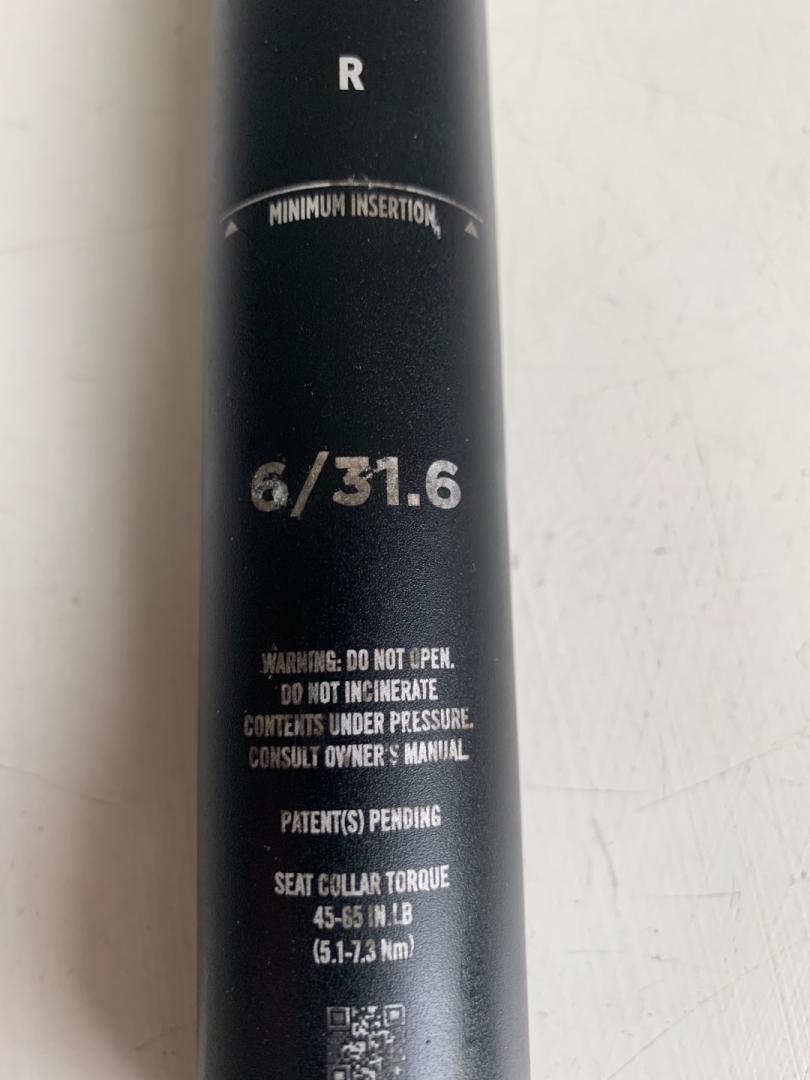 R
MINIMUM INSERTION
6/31.6
WARNING: DO NOT OPEN.
DO NOT INCINERATE
CONTENTS UNDER PRESSURE.
CONSULT OWNER'S MANUAL.
PATENT(S) PENDING
SEAT COLLAR TORQUE
45-65 IN.LB
(5.1-7.3 Nm)